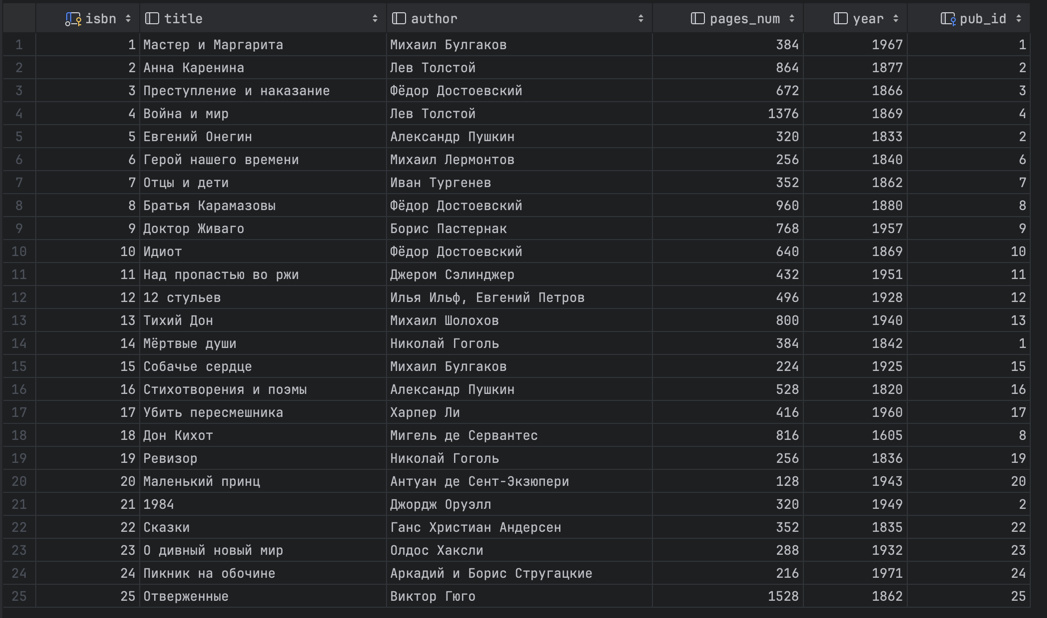 isbn title author pages_num year pub_id
1 1 Мастер и Маргарита Михаил Булгаков 384 1967 1
2 2 Анна Каренина Лев Толстой 864 1877 2
3 3 Преступление и наказание Фёдор Достоевский 672 1866 3
4 4 Война и мир Лев Толстой 1376 1869 4
5 5 Евгений Онегин Александр Пушкин 320 1833 2
6 6 Герой нашего времени Михаил Лермонтов 256 1840 6
7 7 Отцы и дети Иван Тургенев 352 1862 7
8 8 Братья Карамазовы Фёдор Достоевский 960 1880 8
9 9 Доктор Живаго Борис Пастернак 768 1957 9
10 10 Идиот Фёдор Достоевский 640 1869 10
11 11 Над пропастью во ржи Джером Сэлинджер 432 1951 11
12 12 12 стульев Илья Ильф, Евгений Петров 496 1928 12
13 13 Тихий Дон Михаил Шолохов 800 1940 13
14 14 Мёртвые души Николай Гоголь 384 1842 1
15 15 Собачье сердце Михаил Булгаков 224 1925 15
16 16 Стихотворения и поэмы Александр Пушкин 528 1820 16
17 17 Убить пересмешника Харпер Ли 416 1960 17
18 18 Дон Кихот Мигель де Сервантес 816 1605 8
19 19 Ревизор Николай Гоголь 256 1836 19
20 20 Маленький принц Антуан де Сент-Экзюпери 128 1943 20
21 21 1984 Джордж Оруэлл 320 1949 2
22 22 Сказки Ганс Христиан Андерсен 352 1835 22
23 23 О дивный новый мир Олдос Хаксли 288 1932 23
24 24 Пикник на обочине Аркадий и Борис Стругацкие 216 1971 24
25 25 Отверженные Виктор Гюго 1528 1862 25